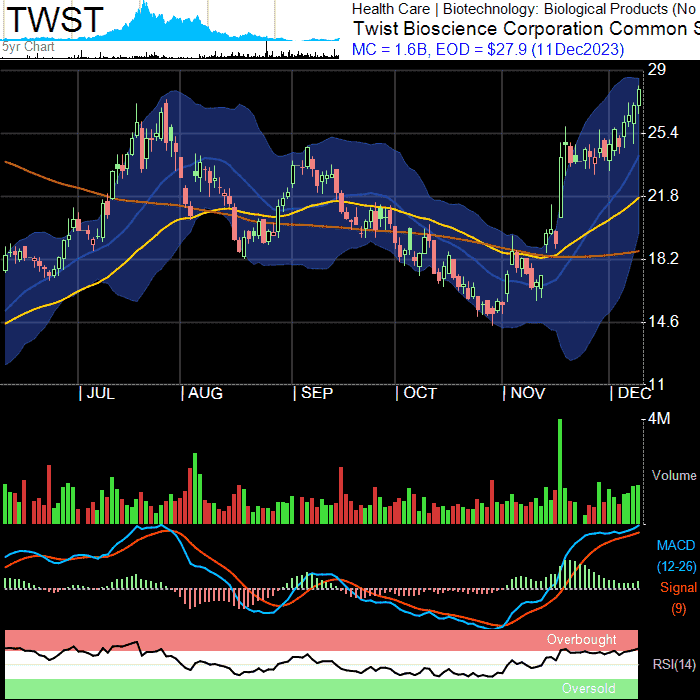 TWST
5yr Chart
Health Care | Biotechnology: Biological Products (No
Twist Bioscience Corporation Common S
MC = 1.6B, EOD = $27.9 (11Dec2023)
29
25.4
21.8
18.2
14.6
11
JUL AUG SEP OCT NOV DEC
4M
Volume
MACD
(12-26)
Signal
(9)
Overbought
RSI(14)
Oversold